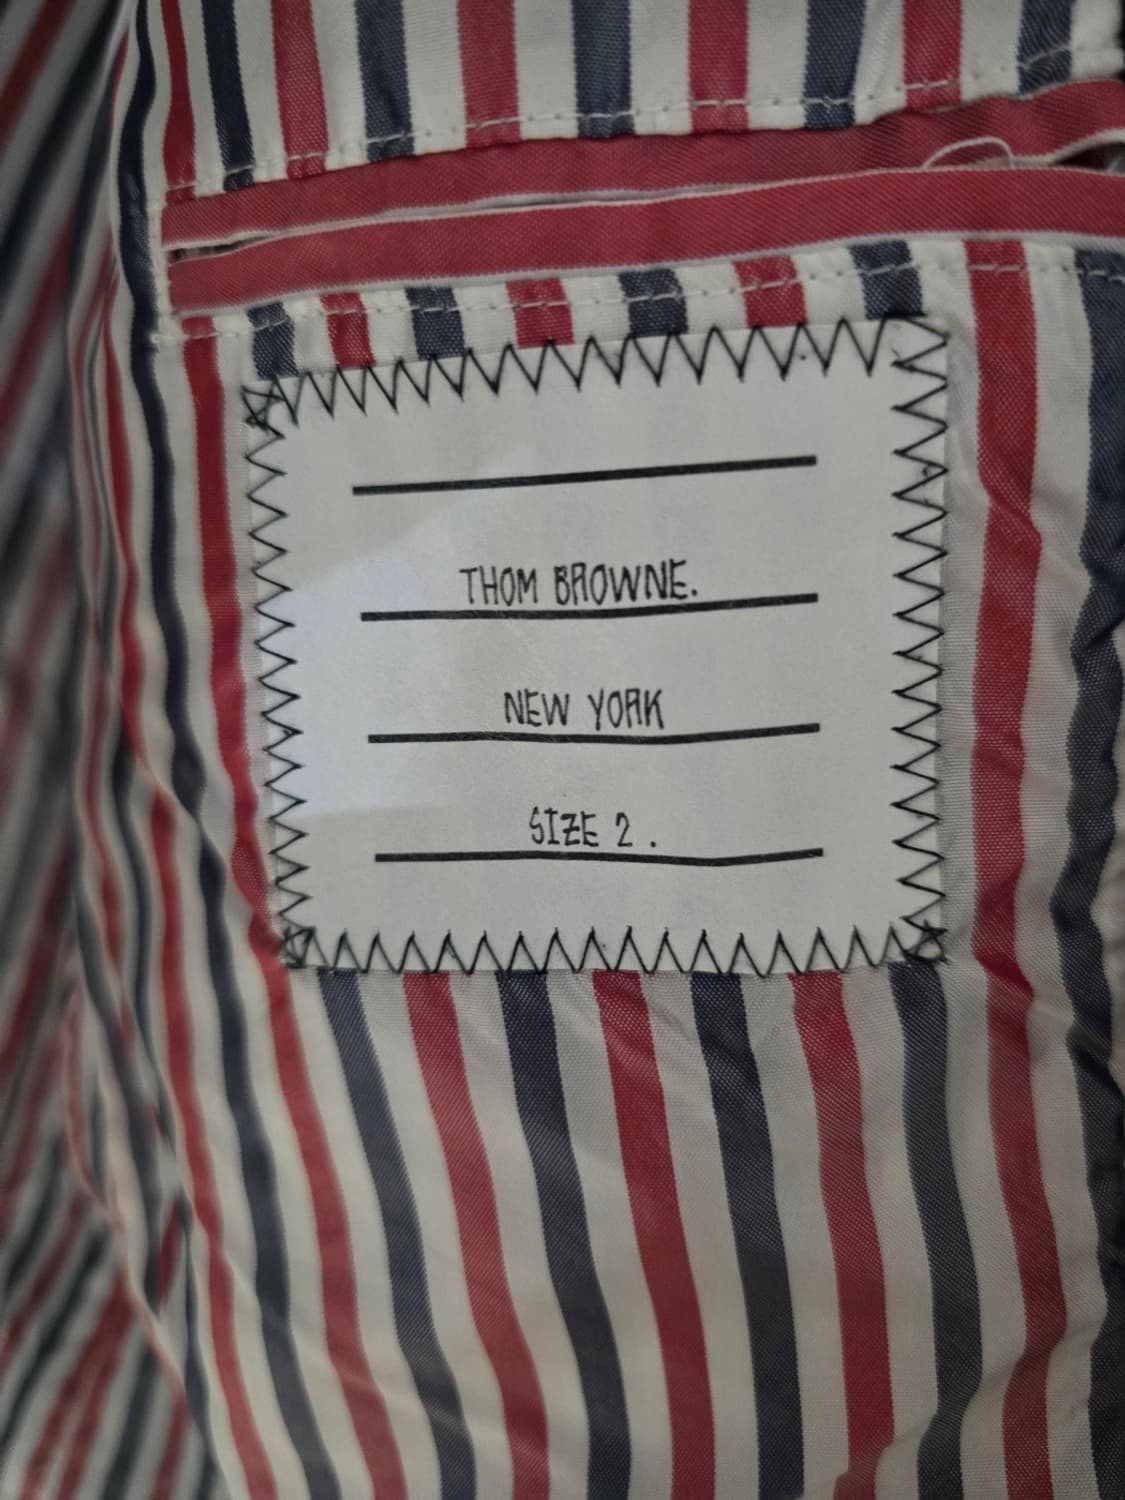 THOM BROWNE.
NEW YORK
SIZE 2 .